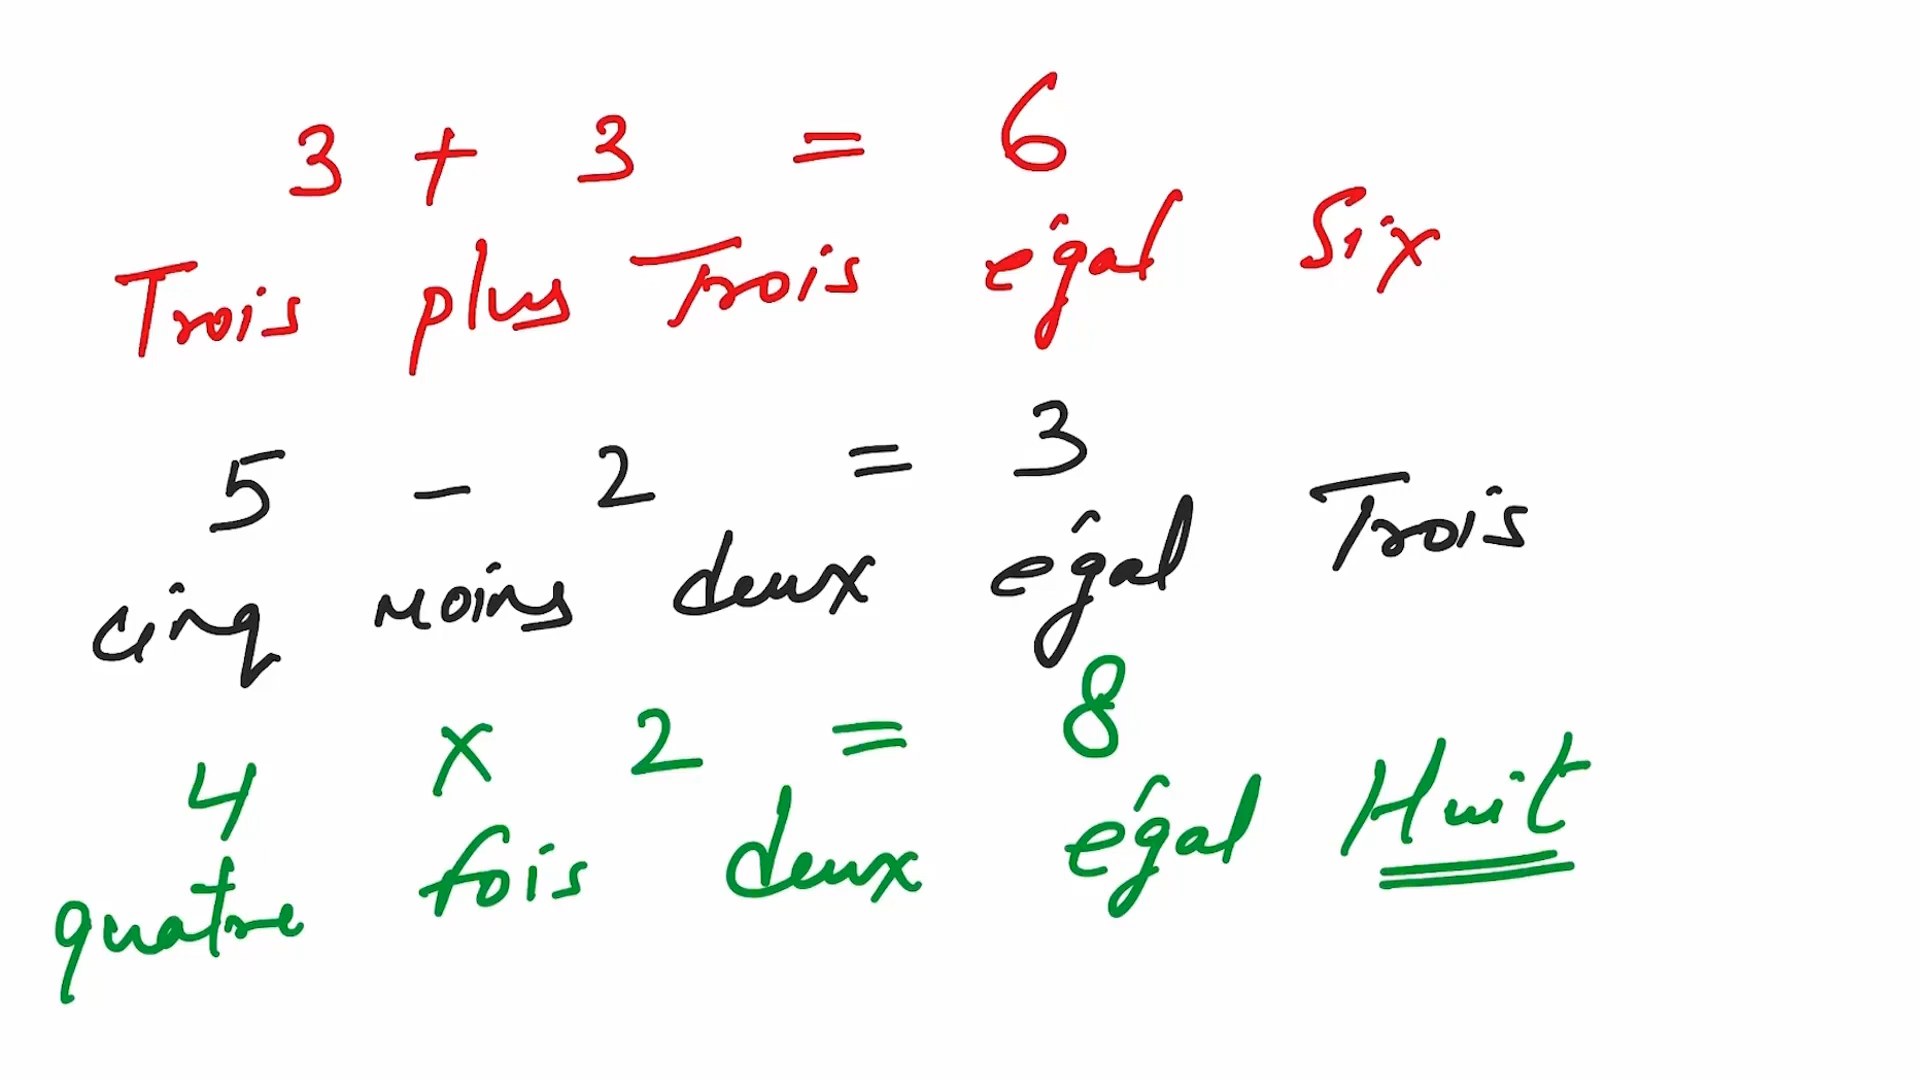 3 + 3 = 6
Trois plus Trois égal Six
5 - 2 = 3
cinq moins deux égal Trois
4 x 2 = 8
quatre fois deux égal Huit